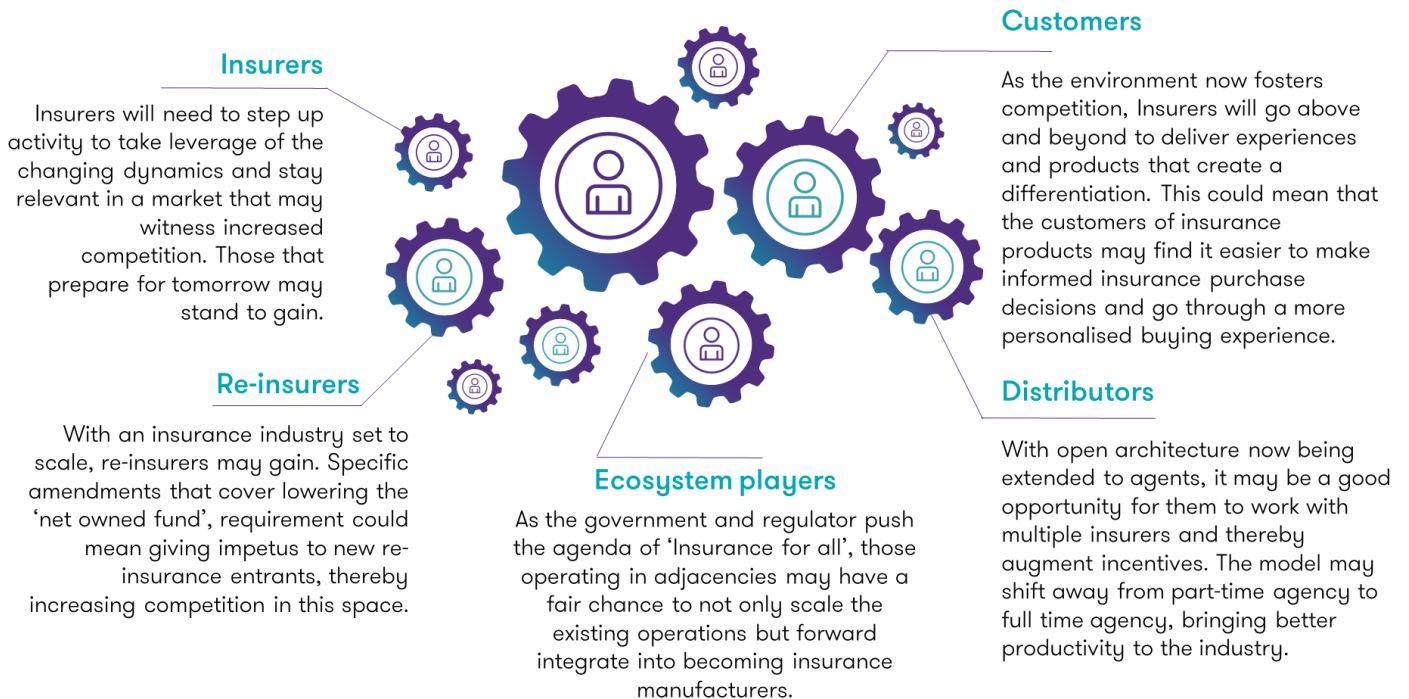 Insurers
Insurers will need to step up
activity to take leverage of the
changing dynamics and stay
relevant in a market that may
witness increased
competition. Those that
prepare for tomorrow may
stand to gain.
Re-insurers
With an insurance industry set to
scale, re-insurers may gain. Specific
amendments that cover lowering the
‘net owned fund’, requirement could
mean giving impetus to new re-
insurance entrants, thereby
increasing competition in this space.
Ecosystem players
As the government and regulator push
the agenda of ‘Insurance for all’, those
operating in adjacencies may have a
fair chance to not only scale the
existing operations but forward
integrate into becoming insurance
manufacturers.
Customers
As the environment now fosters
competition, Insurers will go above
and beyond to deliver experiences
and products that create a
differentiation. This could mean that
the customers of insurance
products may find it easier to make
informed insurance purchase
decisions and go through a more
personalised buying experience.
Distributors
With open architecture now being
extended to agents, it may be a good
opportunity for them to work with
multiple insurers and thereby
augment incentives. The model may
shift away from part-time agency to
full time agency, bringing better
productivity to the industry.